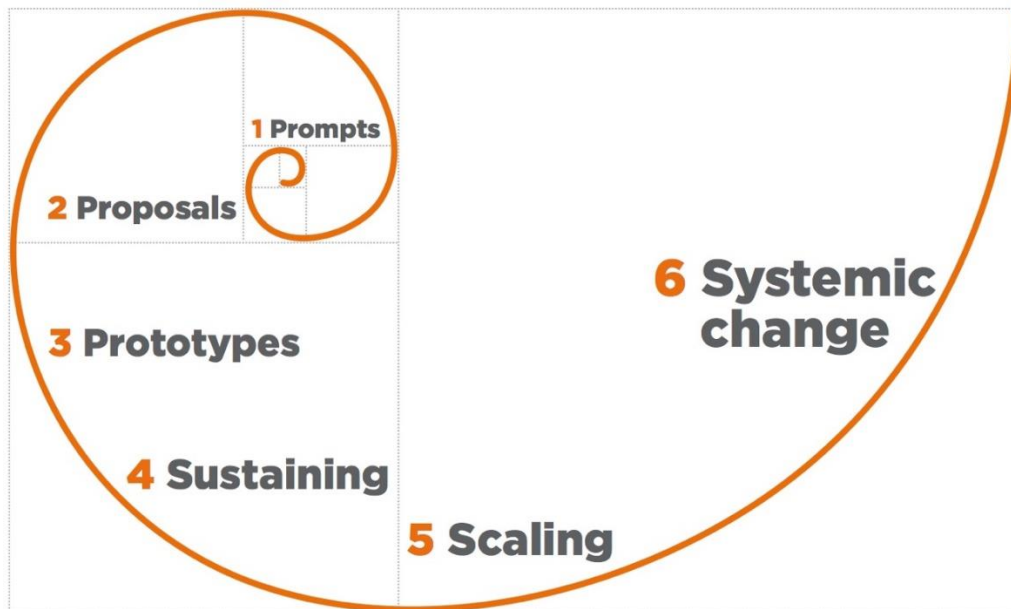 1 Prompts
2 Proposals
3 Prototypes
4 Sustaining
5 Scaling
6 Systemic
change